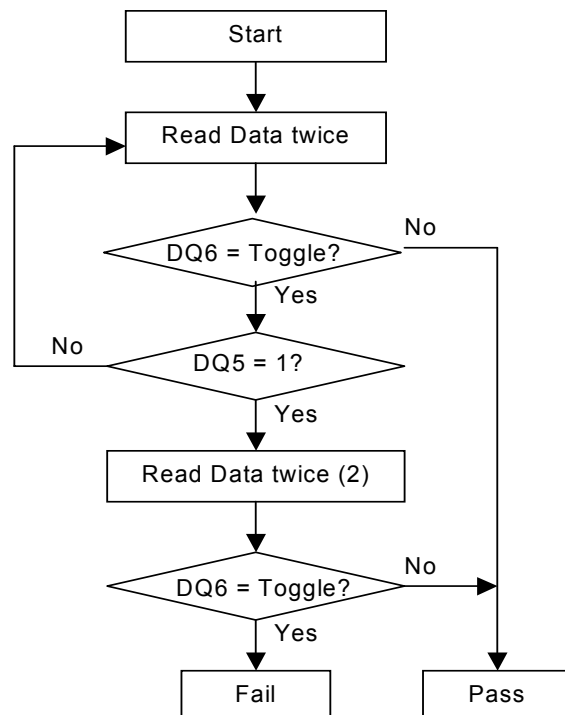 Start
Read Data twice
DQ6 = Toggle?
No
Yes
No
DQ5 = 1?
Yes
Read Data twice (2)
DQ6 = Toggle?
No
Yes
Fail
Pass